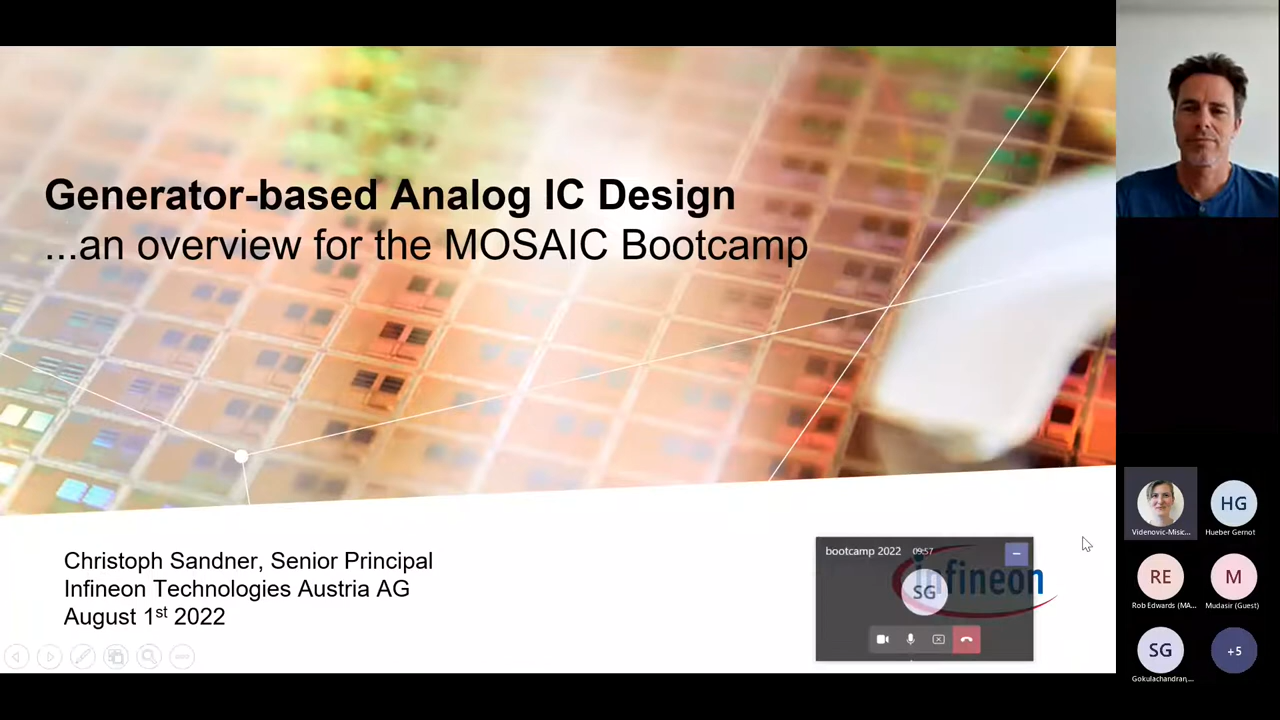 Generator-based Analog IC Design
...an overview for the MOSAIC Bootcamp
Christoph Sandner, Senior Principal
Infineon Technologies Austria AG
August 1st 2022
bootcamp 2022 09:57
SG
infineon
Videnovic-Misic...
HG
Hueber Gernot
RE
Rob Edwards (MA...
M
Mudasir (Guest)
SG
Gokulachandran,...
+5